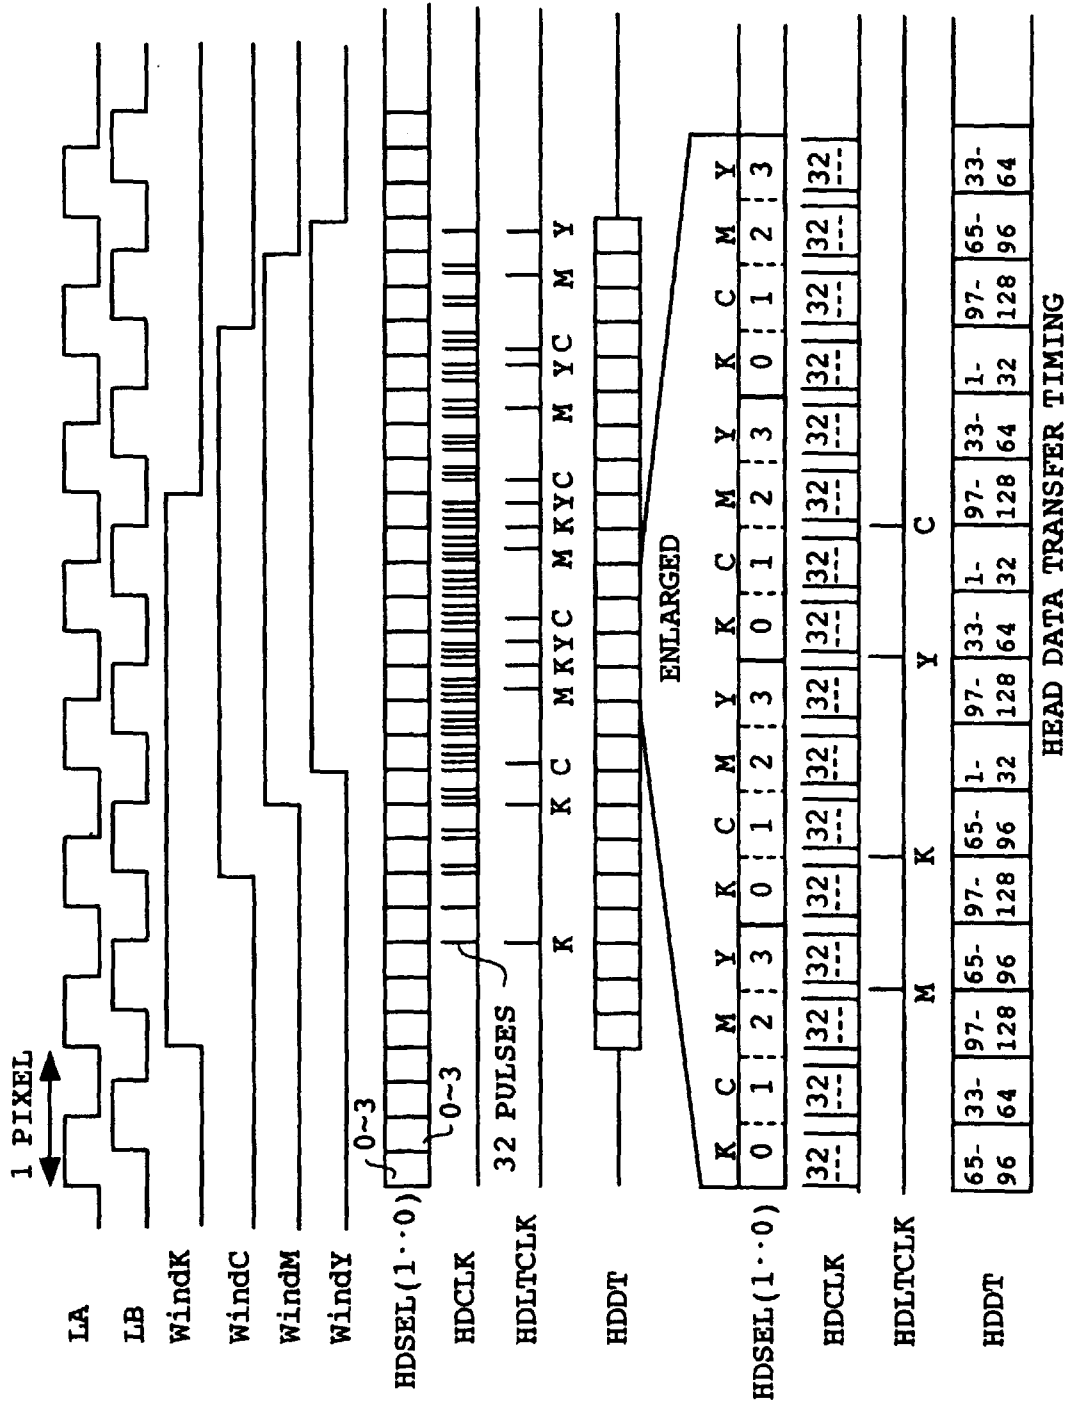 1 PIXEL
LA
LB
WindK
WindC
WindM
WindY
0~3
HDSEL(1··0)
0~3
HDCLK
32 PULSES
HDLTCLK
K K C M K Y C M K Y C M Y C M Y
HDDT
ENLARGED
K C M Y K C M Y K C M Y K C M Y
HDSEL(1··0) 0 1 2 3 0 1 2 3 0 1 2 3 0 1 2 3
HDCLK 32 32 32 32 32 32 32 32 32 32 32 32 32 32 32 32
HDLTCLK
M K Y C
HDDT
65- 33- 97- 65- 97- 65- 1- 97- 33- 1- 97- 33- 1- 97- 65- 33-
96 64 128 96 128 96 32 128 64 32 128 64 32 128 96 64
HEAD DATA TRANSFER TIMING